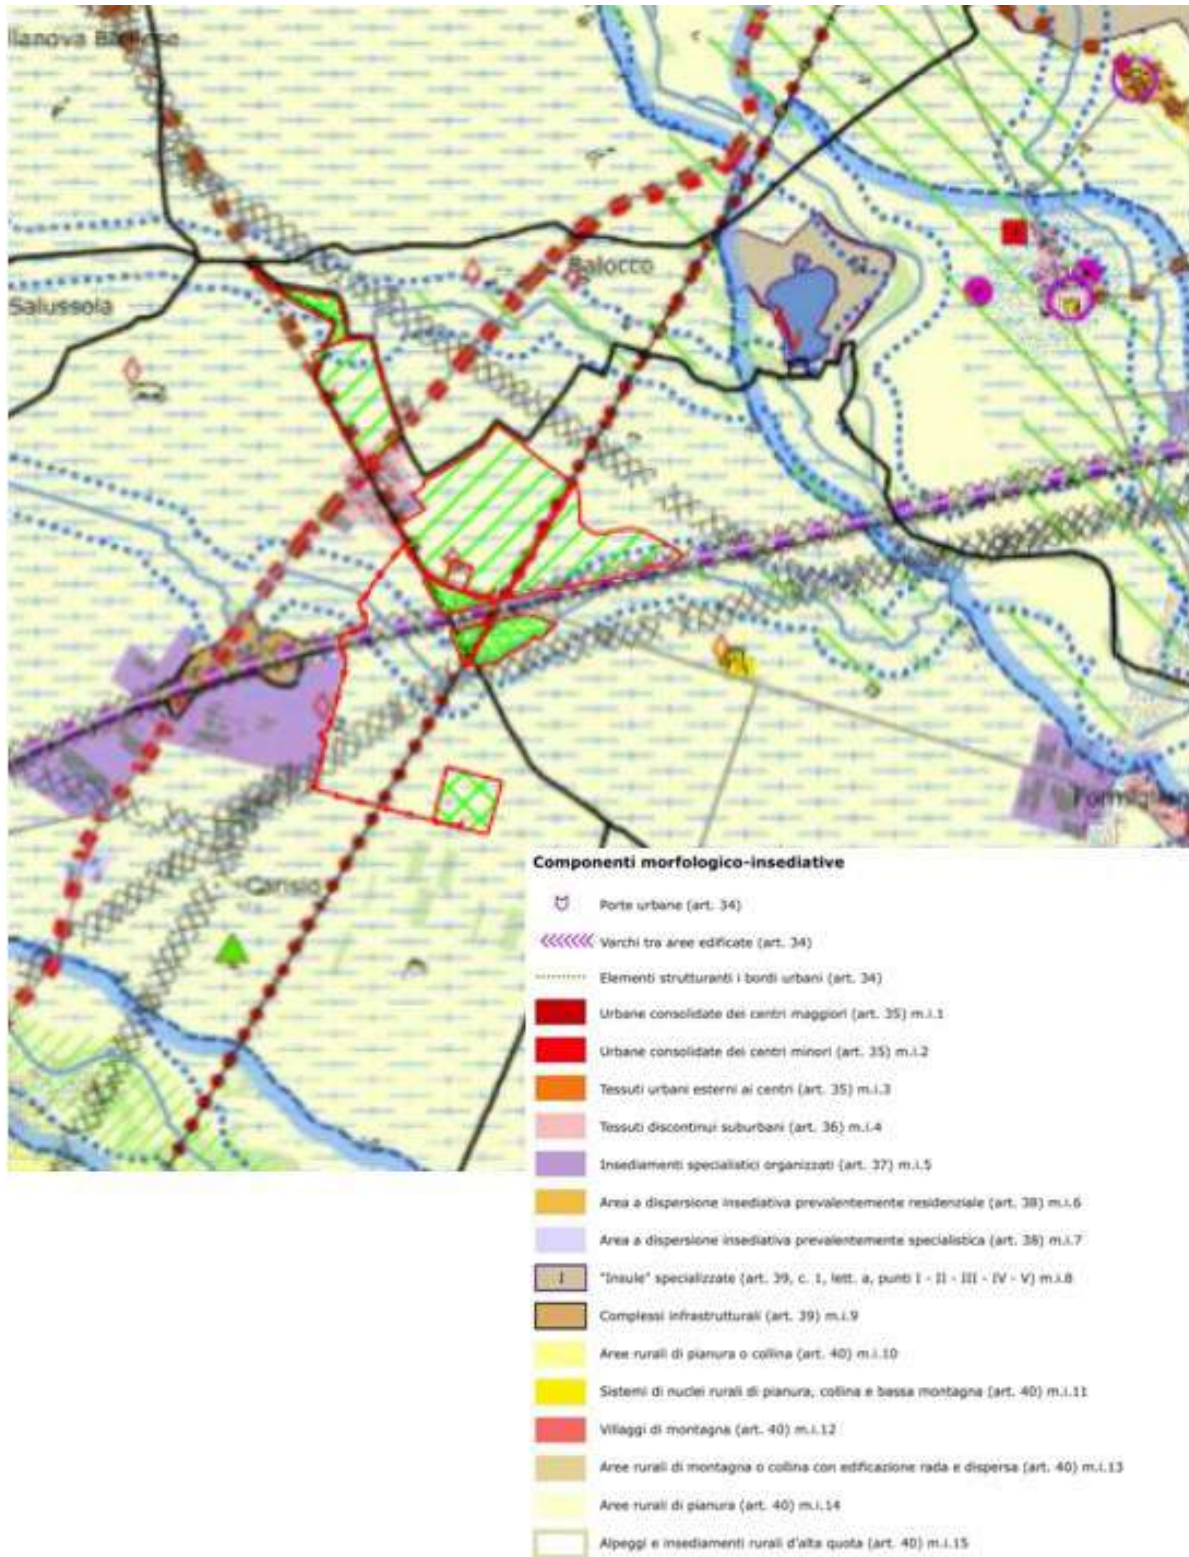 llanova Biellese
Salussola
Balocco
Carisio
Formigliana
Componenti morfologico-insediative
Porte urbane (art. 34)
Varchi tra aree edificate (art. 34)
Elementi strutturanti i bordi urbani (art. 34)
Urbane consolidate dei centri maggiori (art. 35) m.i.1
Urbane consolidate dei centri minori (art. 35) m.i.2
Tessuti urbani esterni ai centri (art. 35) m.i.3
Tessuti discontinui suburbani (art. 36) m.i.4
Insediamenti specialistici organizzati (art. 37) m.i.5
Area a dispersione insediativa prevalentemente residenziale (art. 38) m.i.6
Area a dispersione insediativa prevalentemente specialistica (art. 38) m.i.7
I "Insule" specializzate (art. 39, c. 1, lett. a, punti I - II - III - IV - V) m.i.8
Complessi infrastrutturali (art. 39) m.i.9
Aree rurali di pianura o collina (art. 40) m.i.10
Sistemi di nuclei rurali di pianura, collina e bassa montagna (art. 40) m.i.11
Villaggi di montagna (art. 40) m.i.12
Aree rurali di montagna o collina con edificazione rada e dispersa (art. 40) m.i.13
Aree rurali di pianura (art. 40) m.i.14
Alpeggi e insediamenti rurali d'alta quota (art. 40) m.i.15